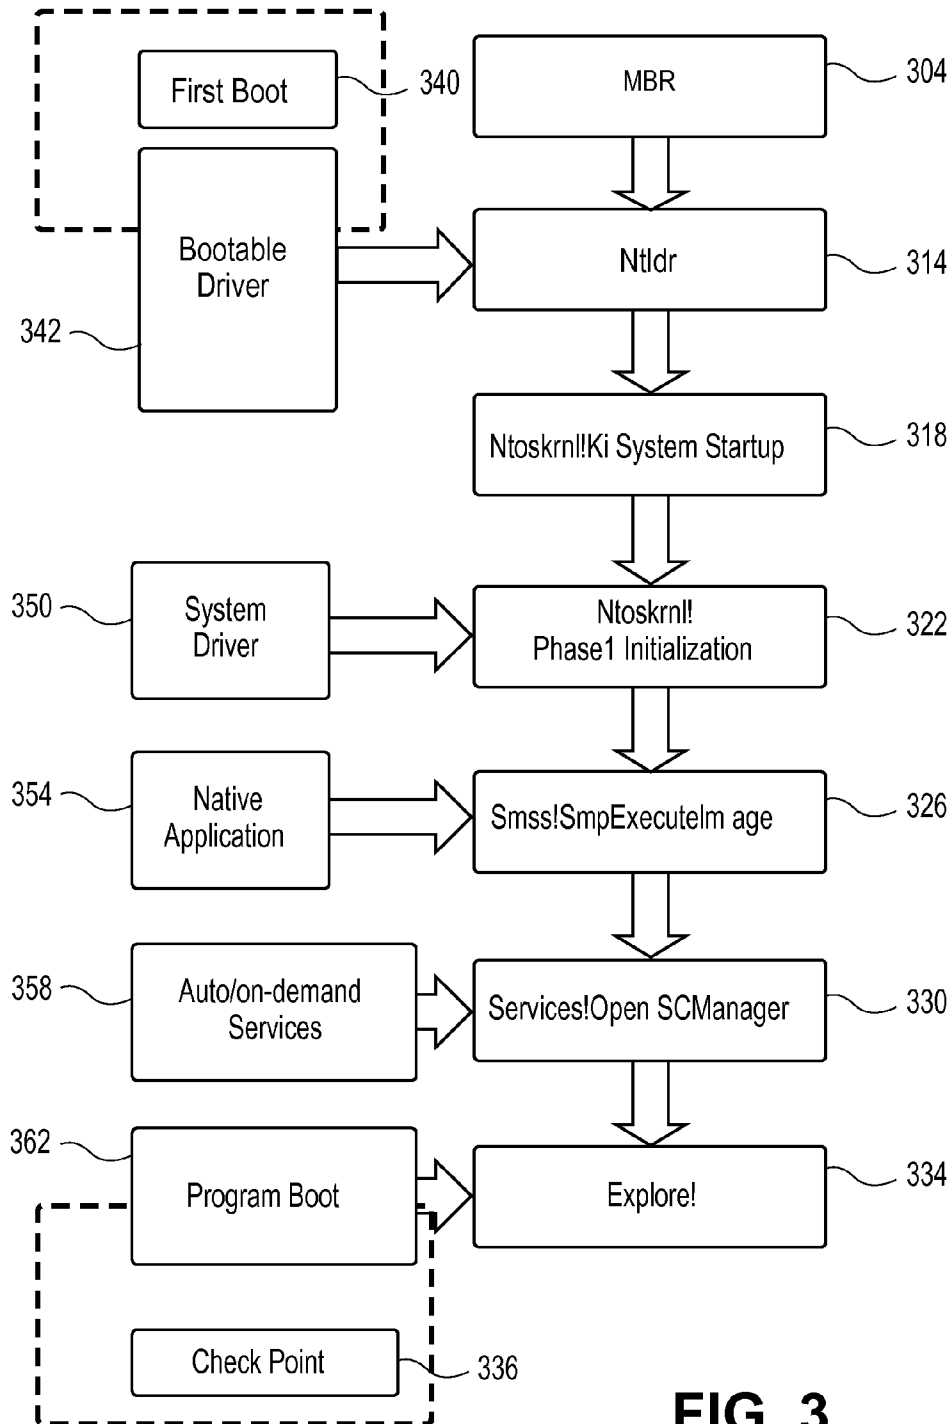 First Boot
340
MBR
304
Bootable
Driver
342
Ntldr
314
Ntoskrnl!Ki System Startup
318
350
System
Driver
Ntoskrnl!
Phase1 Initialization
322
354
Native
Application
Smss!SmpExecuteIm age
326
358
Auto/on-demand
Services
Services!Open SCManager
330
362
Program Boot
Explore!
334
Check Point
336
FIG. 3